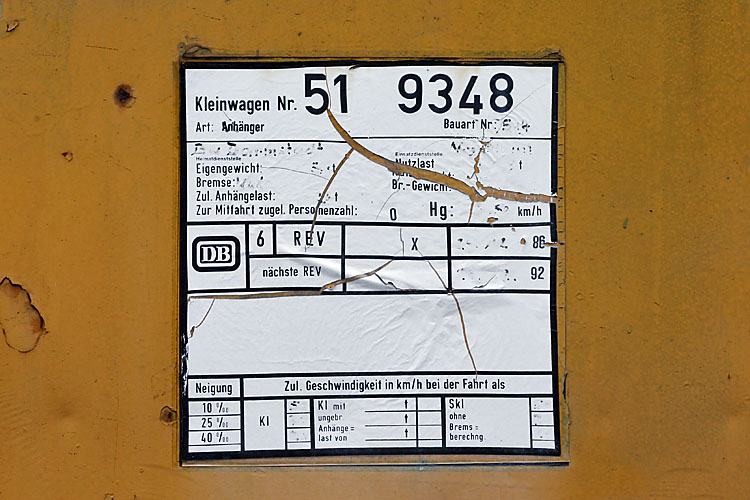 Kleinwagen Nr. 51 9348
Art: Anhänger Bauart Nr.
Heimatdienststelle Einsatzdienststelle
Eigengewicht: t Nutzlast
Bremse:
Zul. Anhängelast: t Br.-Gewicht
Zur Mitfahrt zugel. Personenzahl: 0 Hg: km/h
DB 6 REV X 86
nächste REV 92
Neigung Zul. Geschwindigkeit in km/h bei der Fahrt als
10 ‰
25 ‰
40 ‰
Kl
Kl mit t
ungebr. t
Anhänge= t
last von
Skl
ohne
Brems=
berechng